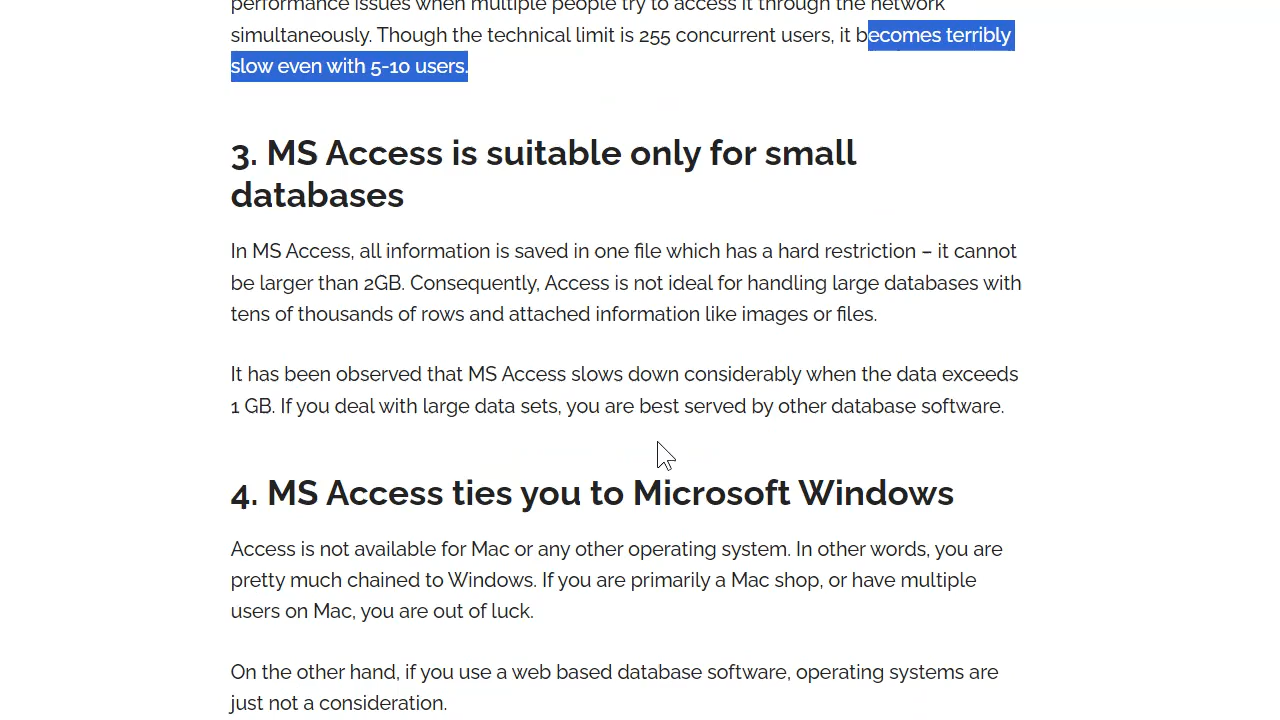 performance issues when multiple people try to access it through the network
simultaneously. Though the technical limit is 255 concurrent users, it becomes terribly
slow even with 5-10 users.
3. MS Access is suitable only for small
databases
In MS Access, all information is saved in one file which has a hard restriction – it cannot
be larger than 2GB. Consequently, Access is not ideal for handling large databases with
tens of thousands of rows and attached information like images or files.
It has been observed that MS Access slows down considerably when the data exceeds
1 GB. If you deal with large data sets, you are best served by other database software.
4. MS Access ties you to Microsoft Windows
Access is not available for Mac or any other operating system. In other words, you are
pretty much chained to Windows. If you are primarily a Mac shop, or have multiple
users on Mac, you are out of luck.
On the other hand, if you use a web based database software, operating systems are
just not a consideration.